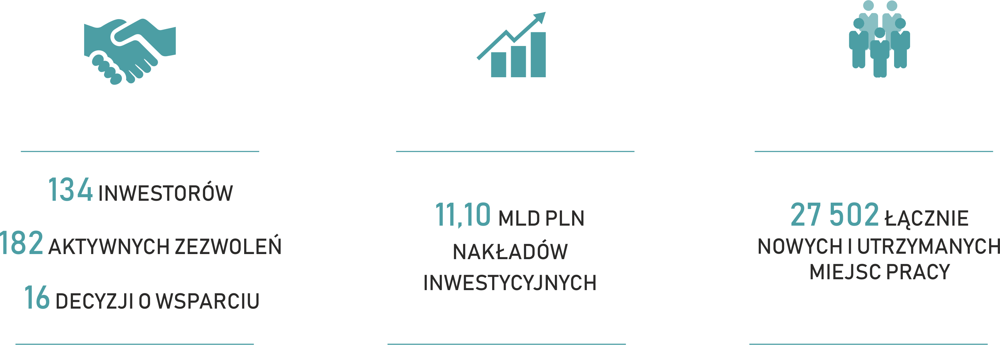 134 INWESTORÓW
182 AKTYWNYCH ZEZWOLEŃ
16 DECYZJI O WSPARCIU
11,10 MLD PLN
NAKŁADÓW
INWESTYCYJNYCH
27 502 ŁĄCZNIE
NOWYCH I UTRZYMANYCH
MIEJSC PRACY